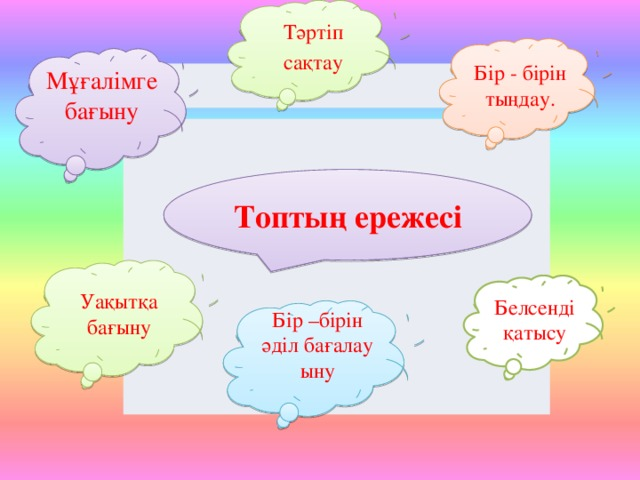 Тәртіп
сақтау
Мұғалімге
бағыну
Бір - бірін
тыңдау.
Топтың ережесі
Уақытқа
бағыну
Бір –бірін
әділ бағалау
ыну
Белсенді
қатысу